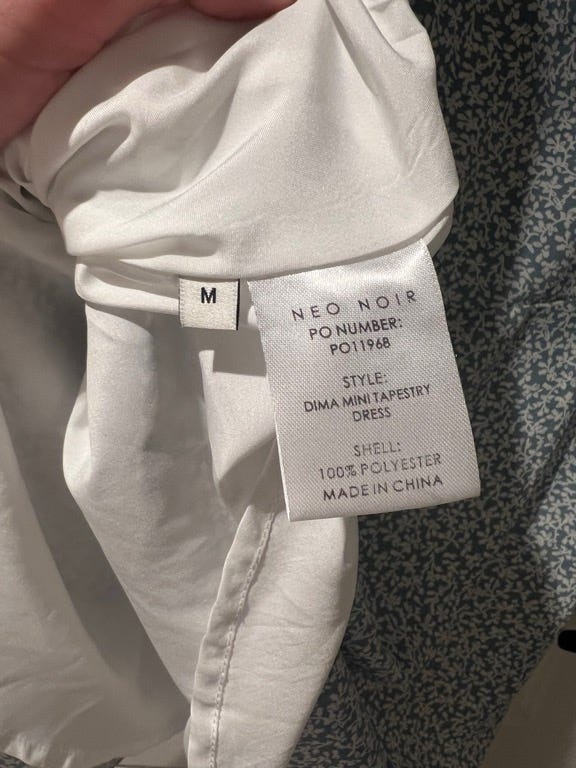 M
NEO NOIR
PO NUMBER:
PO11968
STYLE:
DIMA MINI TAPESTRY
DRESS
SHELL:
100% POLYESTER
MADE IN CHINA